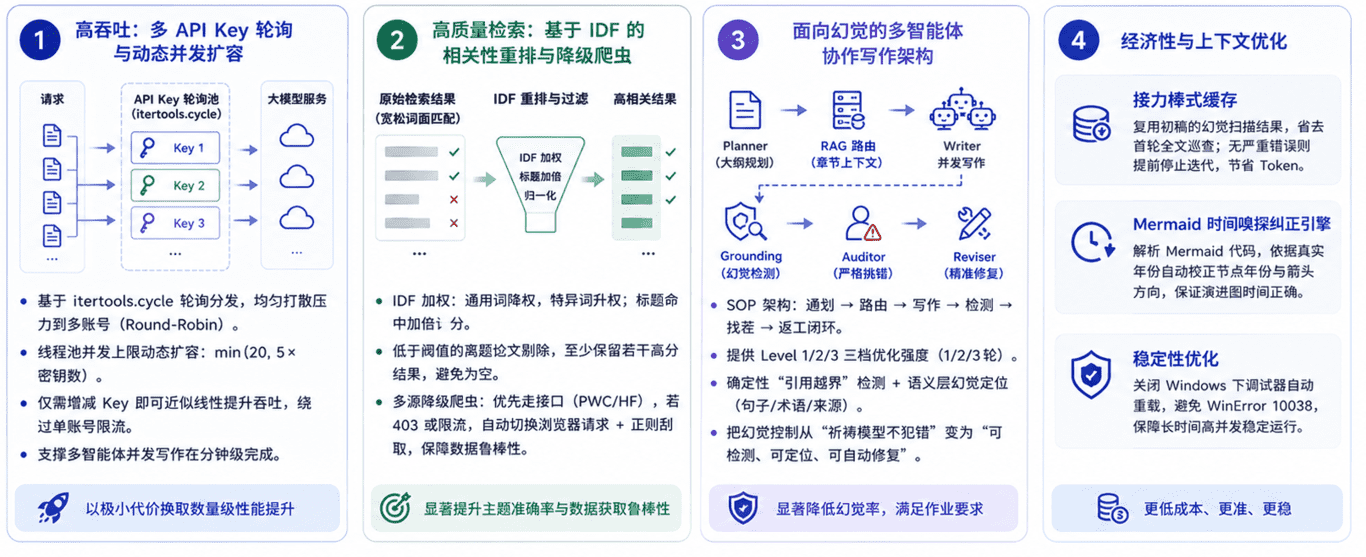 1
高吞吐：多 API Key 轮询
与动态并发扩容
请求
API Key 轮询池
(itertools.cycle)
大模型服务
Key 1
Key 2
Key 3
...
...
...
• 基于 itertools.cycle 轮询分发，均匀打散压
力到多账号（Round-Robin）。
• 线程池并发上限动态扩容：min(20, 5×
密钥数）。
• 仅需增减 Key 即可近似线性提升吞吐，绕
过单账号限流。
• 支撑多智能体并发写作在分钟级完成。
以极小代价换取数量级性能提升
2
高质量检索：基于 IDF 的
相关性重排与降级爬虫
原始检索结果
（宽松词面匹配）
IDF 重排与过滤
高相关结果
IDF 加权
标题加倍
归一化
...
...
• IDF 加权：通用词降权，特异词升权；标题命
中加倍讠分。
• 低于阀值的离题论文剔除，至少保留若干高分
结果，避免为空。
• 多源降级爬虫：优先走接口（PWC/HF），若
403 或限流，自动切换浏览器请求 + 正则刮
取，保障数据鲁棒性。
显著提升主题准确率与数据获取鲁棒性
3
面向幻觉的多智能体
协作写作架构
Planner
（大纲规划）
RAG 路由
（章节上下文）
Writer
并发写作
Grounding
（幻觉检测）
Auditor
（严格挑错）
Reviser
（精准修复）
• SOP 架构：通划 → 路由 → 写作 → 检测 →
找茬 → 返工闭环。
• 提供 Level 1/2/3 三档优化强度（1/2/3轮）。
• 确定性“引用越界”检测 + 语义层幻觉定位
（句子/术语/来源）。
• 把幻觉控制从“祈祷模型不犯错”变为“可
检测、可定位、可自动修复”。
显著降低幻觉率，满足作业要求
4
经济性与上下文优化
接力棒式缓存
复用初稿的幻觉扫描结果，省去
首轮全文巡查；无严重错误则
提前停止迭代，节省 Token。
Mermaid 时间嗅探纠正引擎
解析 Mermaid 代码，依据真实
年份自动校正节点年份与箭头
方向，保证演进图时间正确。
稳定性优化
关闭 Windows 下调试器自动
重载，避免 WinError 10038，
保障长时间高并发稳定运行。
更低成本、更准、更稳